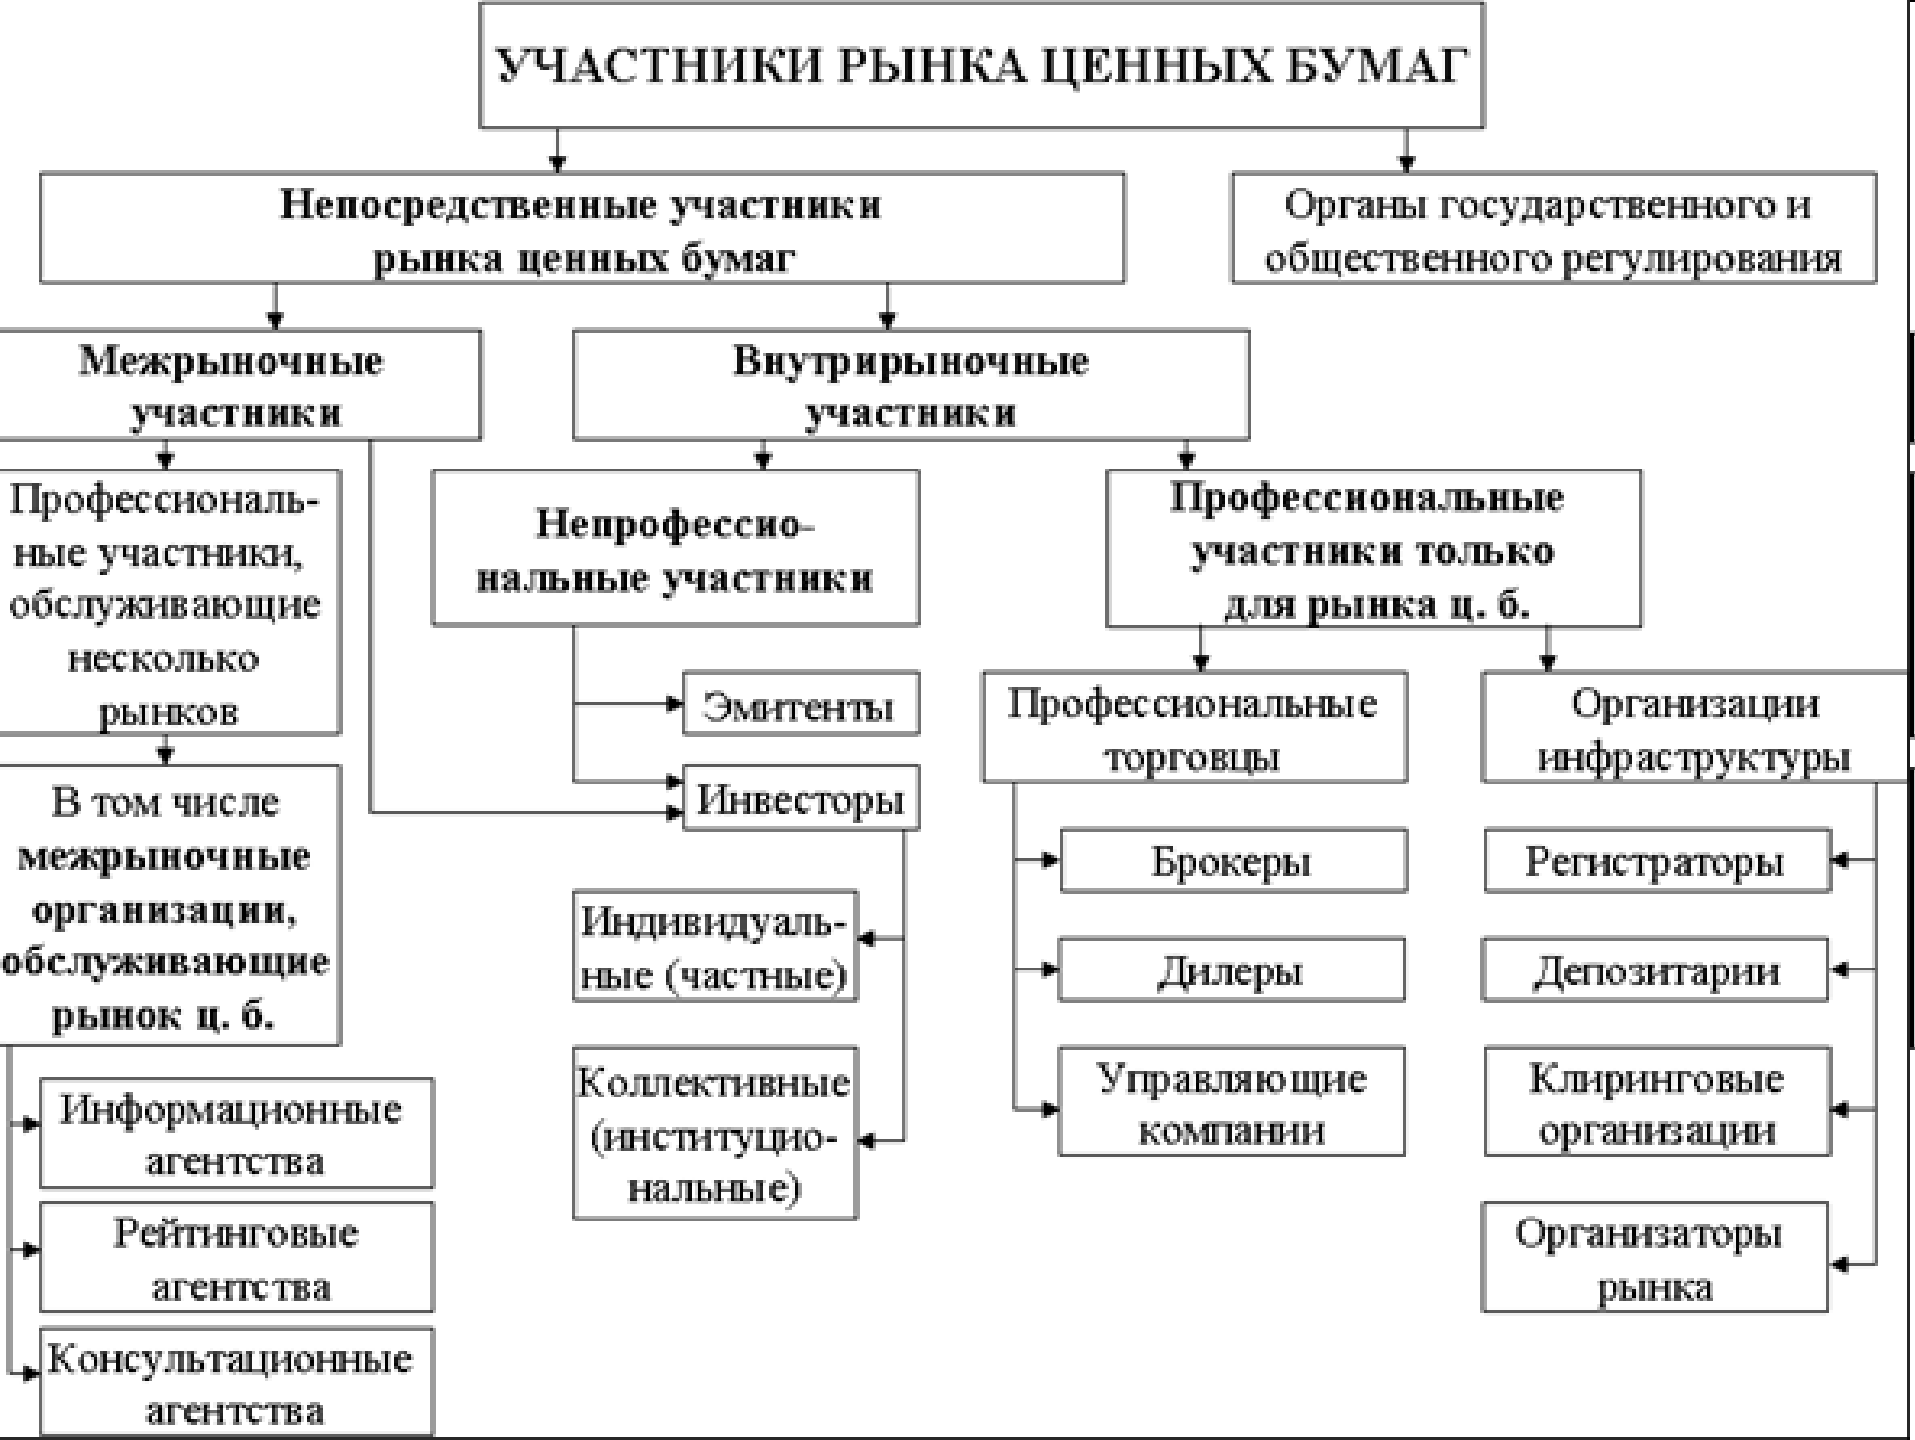 УЧАСТНИКИ РЫНКА ЦЕННЫХ БУМАГ
Непосредственные участники
рынка ценных бумаг
Органы государственного и
общественного регулирования
Межрыночные
участники
Внутрирыночные
участники
Профессиональ-
ные участники,
обслуживающие
несколько
рынков
Непрофессио-
нальные участники
Профессиональные
участники только
для рынка ц. б.
Эмитенты
Инвесторы
Профессиональные
торговцы
Организации
инфраструктуры
В том числе
межрыночные
организации,
обслуживающие
рынок ц. б.
Индивидуаль-
ные (частные)
Коллективные
(институцио-
нальные)
Брокеры
Дилеры
Управляющие
компании
Регистраторы
Депозитарии
Клиринговые
организации
Организаторы
рынка
Информационные
агентства
Рейтинговые
агентства
Консультационные
агентства